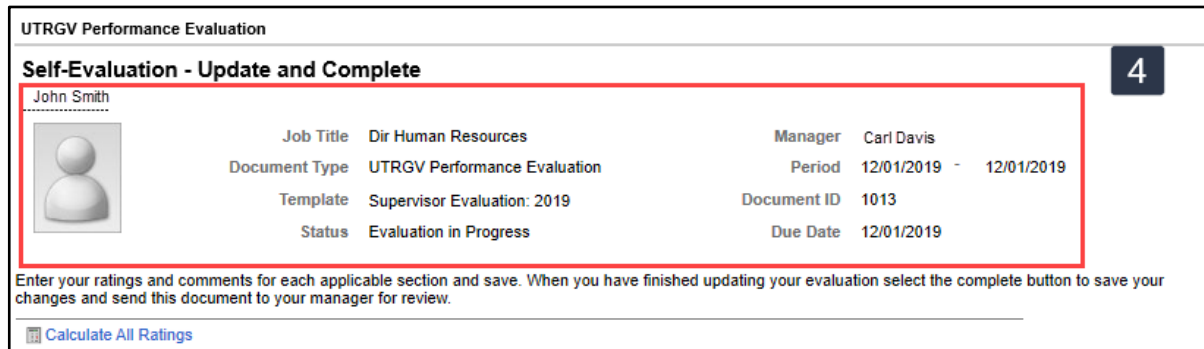 UTRGV Performance Evaluation
Self-Evaluation - Update and Complete
4
John Smith
Job Title Dir Human Resources Manager Carl Davis
Document Type UTRGV Performance Evaluation Period 12/01/2019 - 12/01/2019
Template Supervisor Evaluation: 2019 Document ID 1013
Status Evaluation in Progress Due Date 12/01/2019
Enter your ratings and comments for each applicable section and save. When you have finished updating your evaluation select the complete button to save your
changes and send this document to your manager for review.
Calculate All Ratings